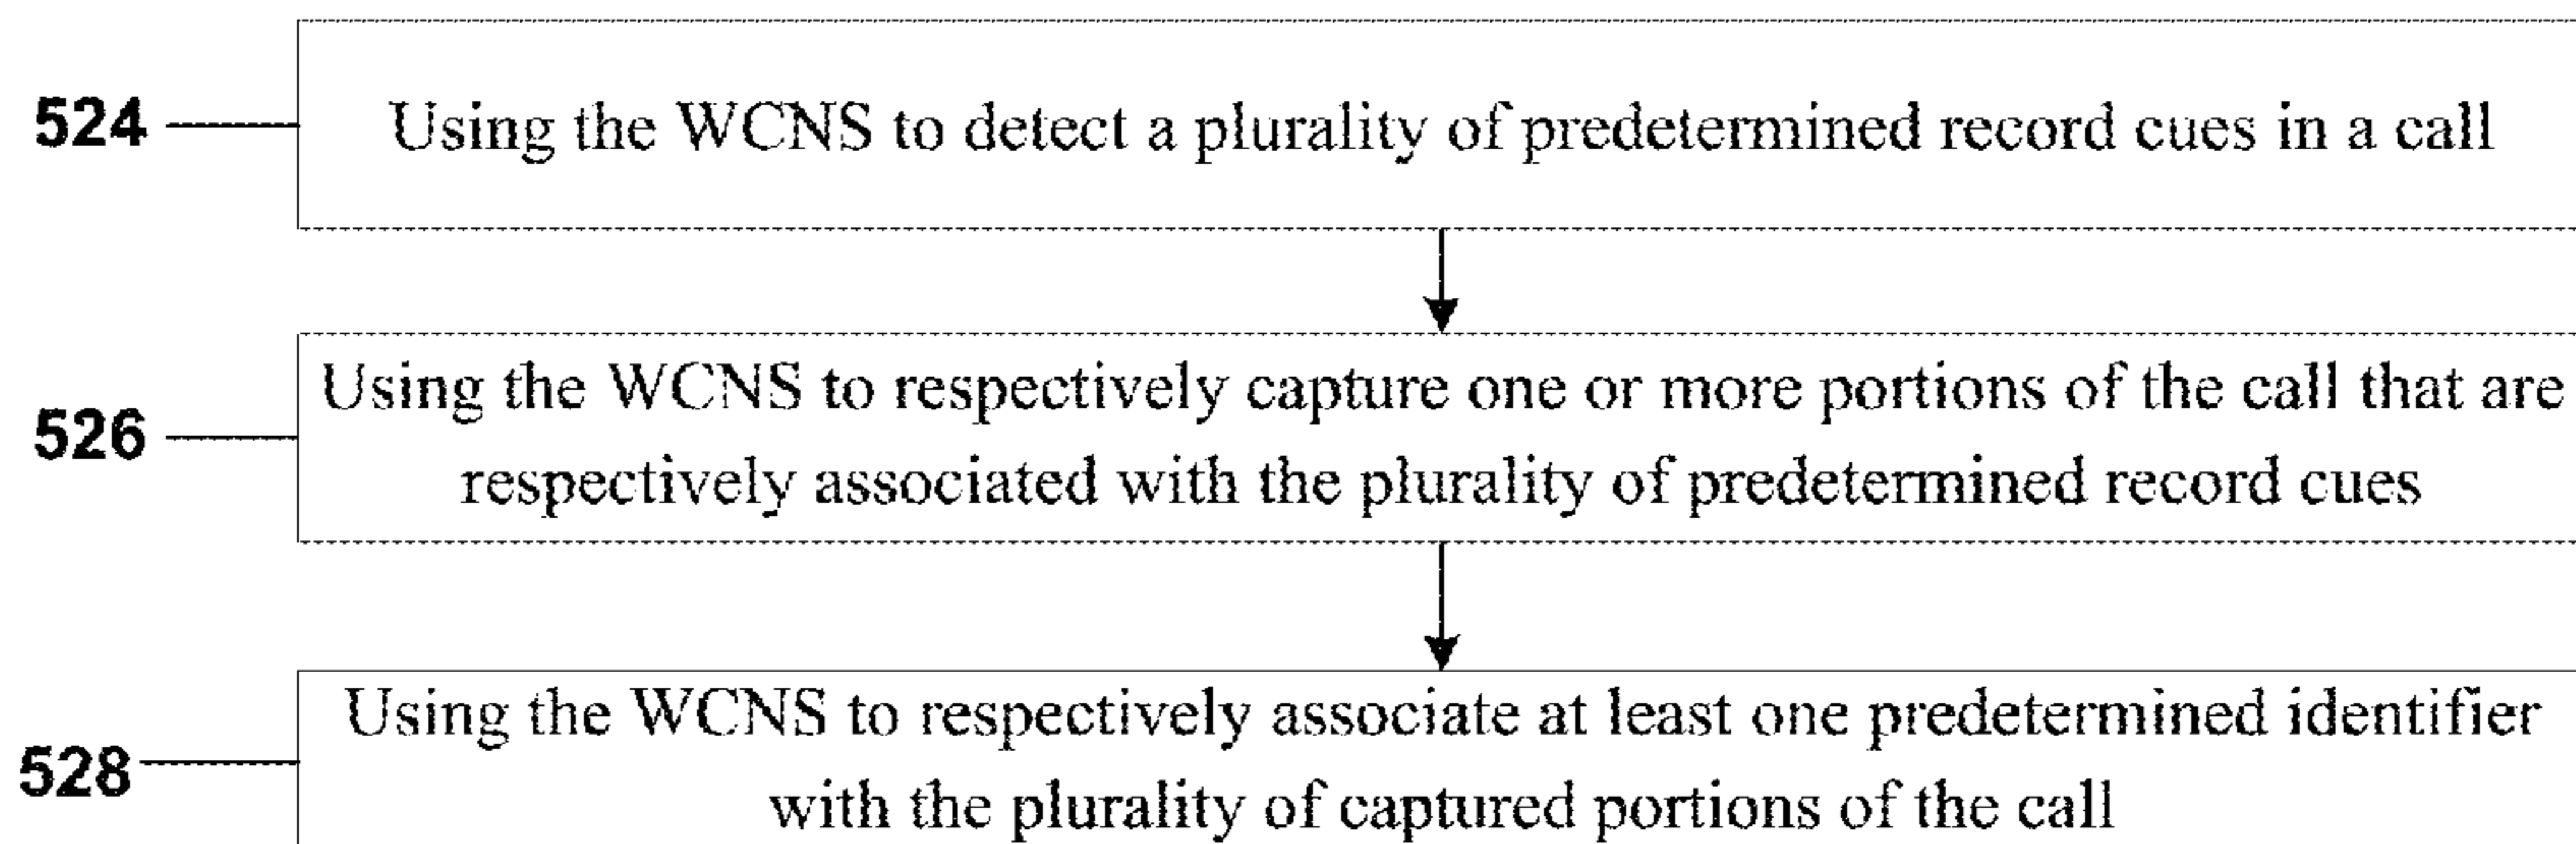 524
Using the WCNS to detect a plurality of predetermined record cues in a call
526
Using the WCNS to respectively capture one or more portions of the call that are
respectively associated with the plurality of predetermined record cues
528
Using the WCNS to respectively associate at least one predetermined identifier
with the plurality of captured portions of the call